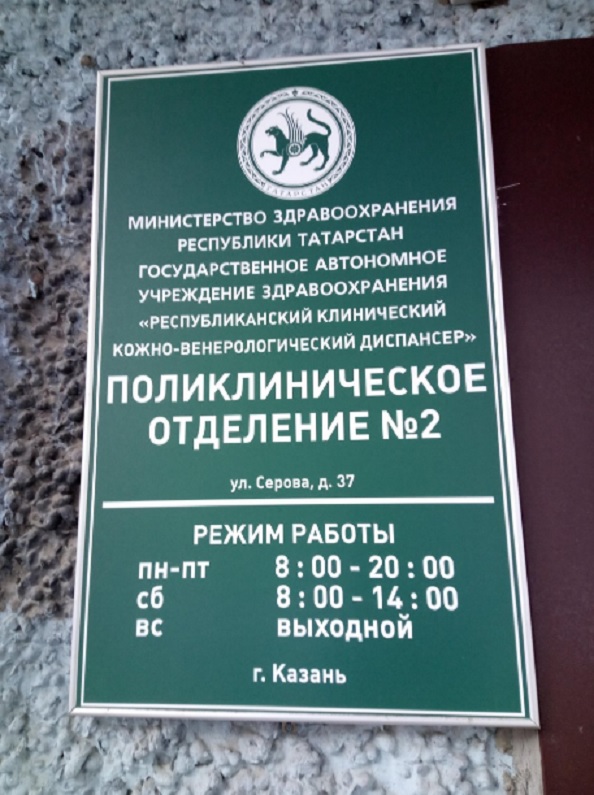 ТАТАРСТАН
МИНИСТЕРСТВО ЗДРАВООХРАНЕНИЯ
РЕСПУБЛИКИ ТАТАРСТАН
ГОСУДАРСТВЕННОЕ АВТОНОМНОЕ
УЧРЕЖДЕНИЕ ЗДРАВООХРАНЕНИЯ
«РЕСПУБЛИКАНСКИЙ КЛИНИЧЕСКИЙ
КОЖНО-ВЕНЕРОЛОГИЧЕСКИЙ ДИСПАНСЕР»
ПОЛИКЛИНИЧЕСКОЕ
ОТДЕЛЕНИЕ №2
ул. Серова, д. 37
РЕЖИМ РАБОТЫ
ПН-ПТ 8 : 00 - 20 : 00
СБ 8 : 00 - 14 : 00
ВС ВЫХОДНОЙ
г. Казань